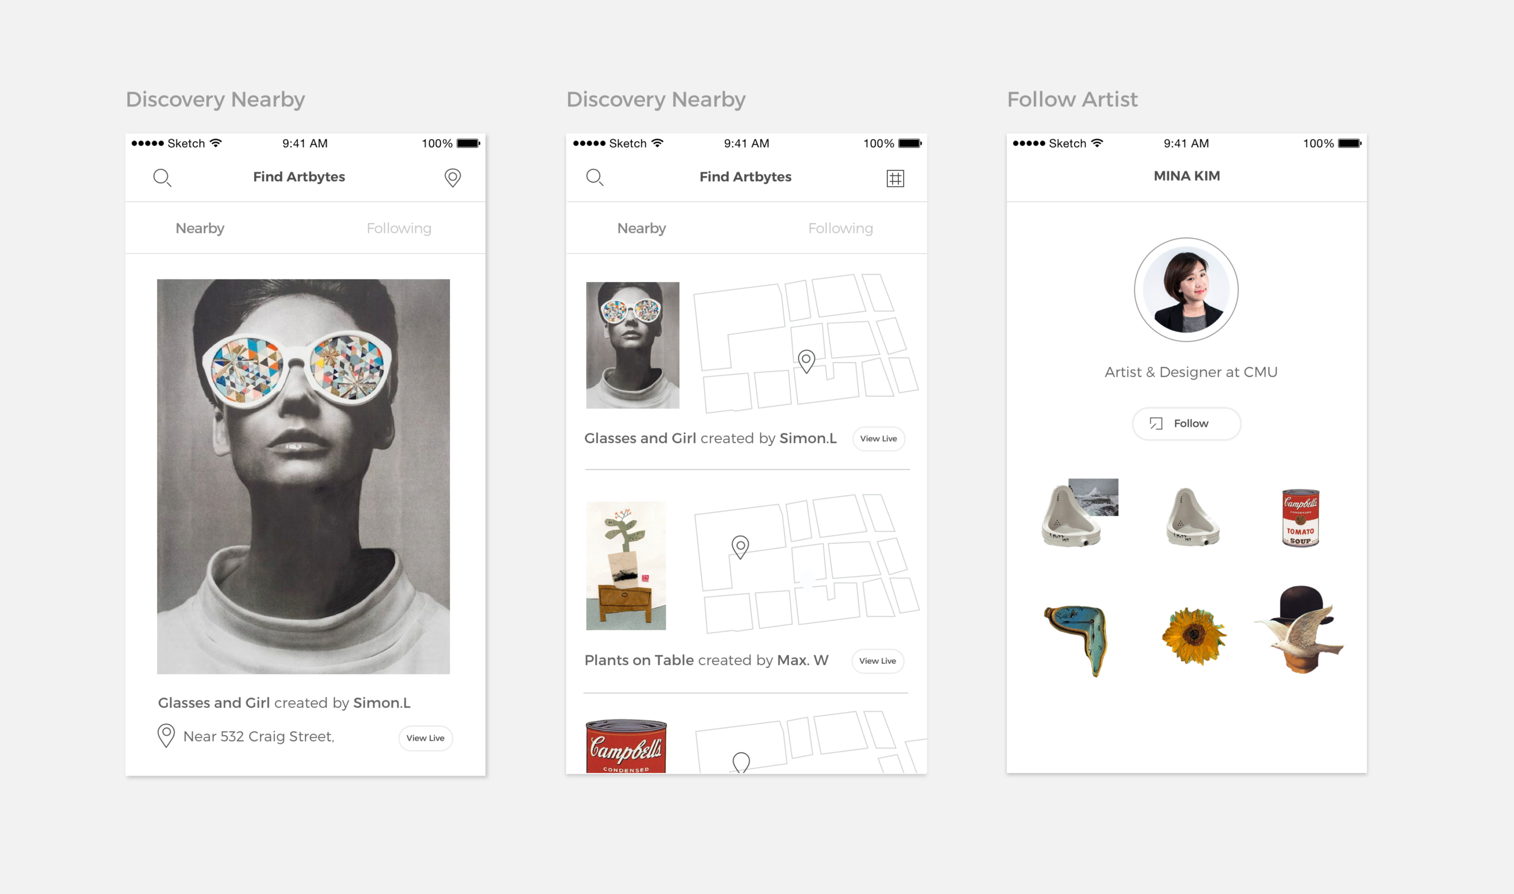 Discovery Nearby
Sketch 9:41 AM 100%
Find Artbytes
Nearby Following
Glasses and Girl created by Simon.L
Near 532 Craig Street,
View Live
Discovery Nearby
Sketch 9:41 AM 100%
Find Artbytes
Nearby Following
Glasses and Girl created by Simon.L
View Live
Plants on Table created by Max. W
View Live
Campbell's
CONDENSED
Follow Artist
Sketch 9:41 AM 100%
MINA KIM
Artist & Designer at CMU
Follow
Campbell's
CONDENSED
TOMATO
SOUP